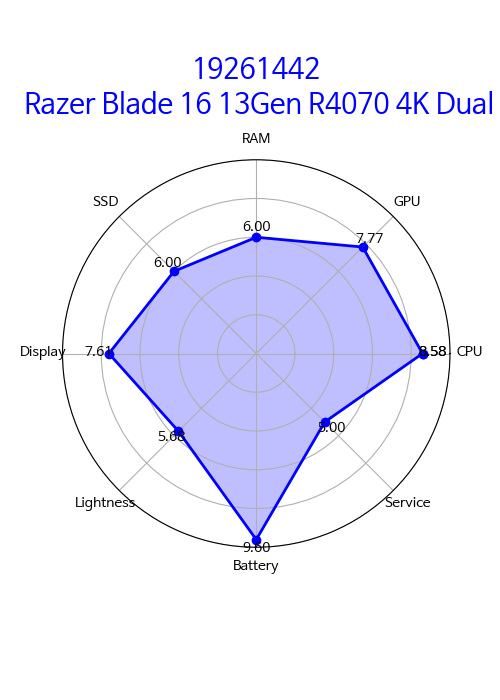 19261442
Razer Blade 16 13Gen R4070 4K Dual
RAM
SSD
GPU
6.00
7.77
6.00
Display
7.61
8.58
CPU
5.68
5.00
Lightness
Service
9.60
Battery